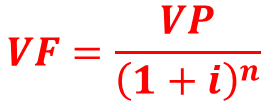 VF = VP / (1 + i)^n